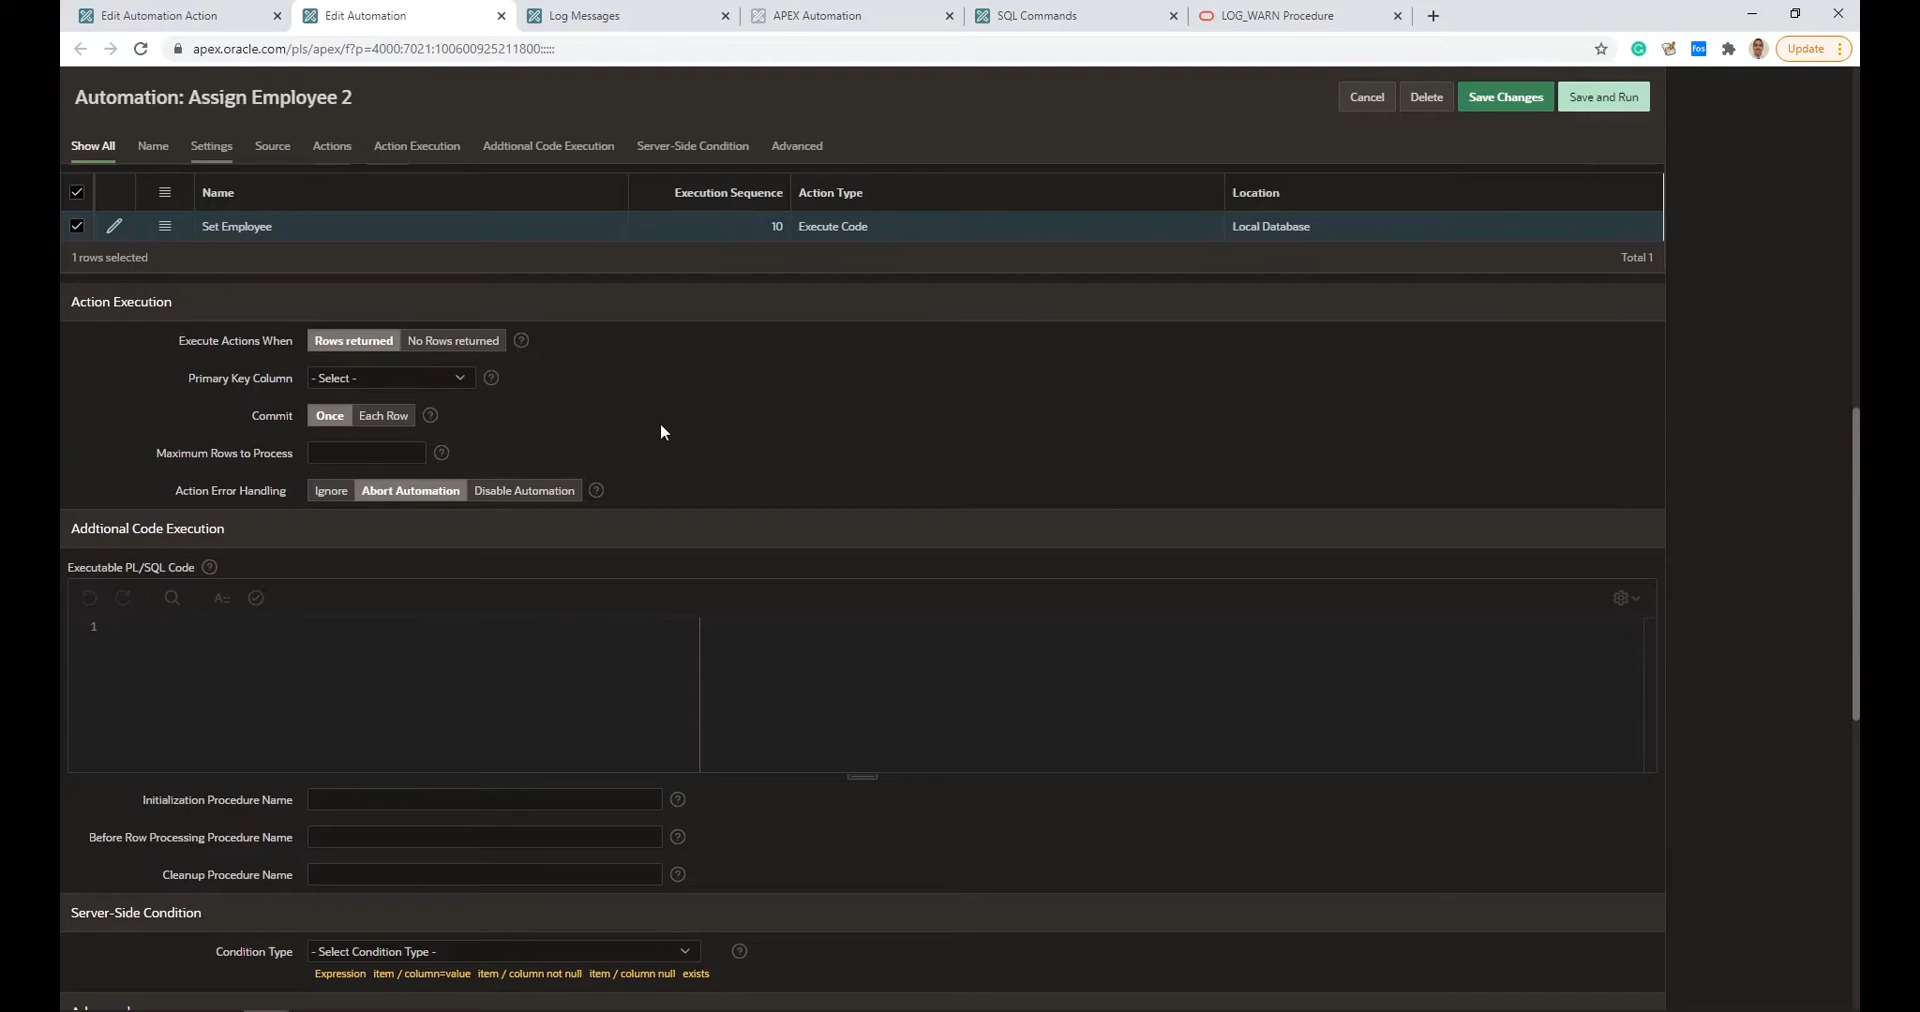 Edit Automation Action
Edit Automation
Log Messages
APEX Automation
SQL Commands
LOG_WARN Procedure
apex.oracle.com/pls/apex/f?p=4000:7021:100600925211800:::::
fos
Update
Automation: Assign Employee 2
Cancel
Delete
Save Changes
Save and Run
Show All
Name
Settings
Source
Actions
Action Execution
Addtional Code Execution
Server-Side Condition
Advanced
Name
Execution Sequence
Action Type
Location
Set Employee
10
Execute Code
Local Database
1 rows selected
Total 1
Action Execution
Execute Actions When
Rows returned
No Rows returned
Primary Key Column
- Select -
Commit
Once
Each Row
Maximum Rows to Process
Action Error Handling
Ignore
Abort Automation
Disable Automation
Addtional Code Execution
Executable PL/SQL Code
1
Initialization Procedure Name
Before Row Processing Procedure Name
Cleanup Procedure Name
Server-Side Condition
Condition Type
- Select Condition Type -
Expression item / column=value item / column not null item / column null exists